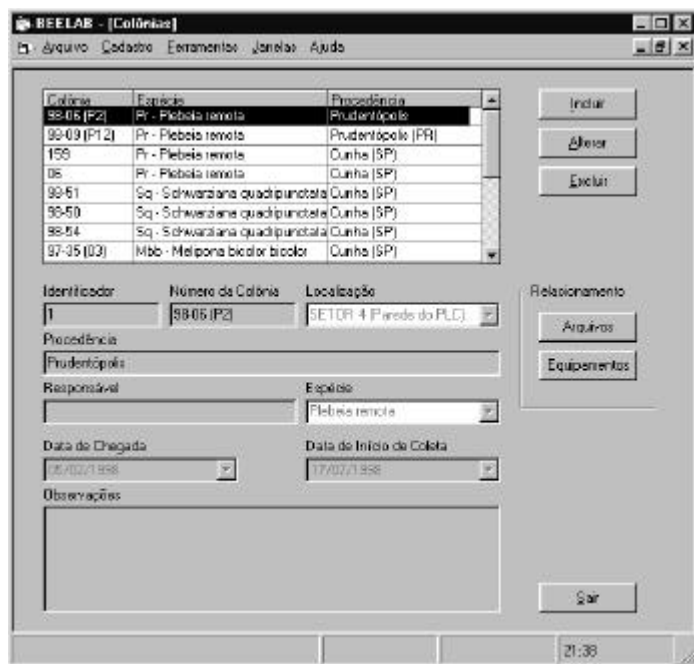 BEELAB - [Colônias]
Arquivo Cadastro Ferramentas Janelas Ajuda
Colônia Espécie Procedência
98-06 (P2) Pr - Plebeia remota Prudentópolis
98-09 (P12) Pr - Plebeia remota Prudentópolis (PR)
159 Pr - Plebeia remota Cunha (SP)
06 Pr - Plebeia remota Cunha (SP)
98-51 Sq - Schwarziana quadripunctata Cunha (SP)
98-50 Sq - Schwarziana quadripunctata Cunha (SP)
98-54 Sq - Schwarziana quadripunctata Cunha (SP)
97-35 (03) Mbb - Melipona bicolor bicolor Cunha (SP)
Incluir
Alterar
Excluir
Identificador Número da Colônia Localização
1 98-06 (P2) SETOR 4 (Parede do PLC)
Procedência
Prudentópolis
Responsável Espécie
Plebeia remota
Data de Chegada Data de Início de Coleta
05/02/1998 17/02/1998
Observações
Relacionamento
Arquivos
Equipamentos
Sair
21:38